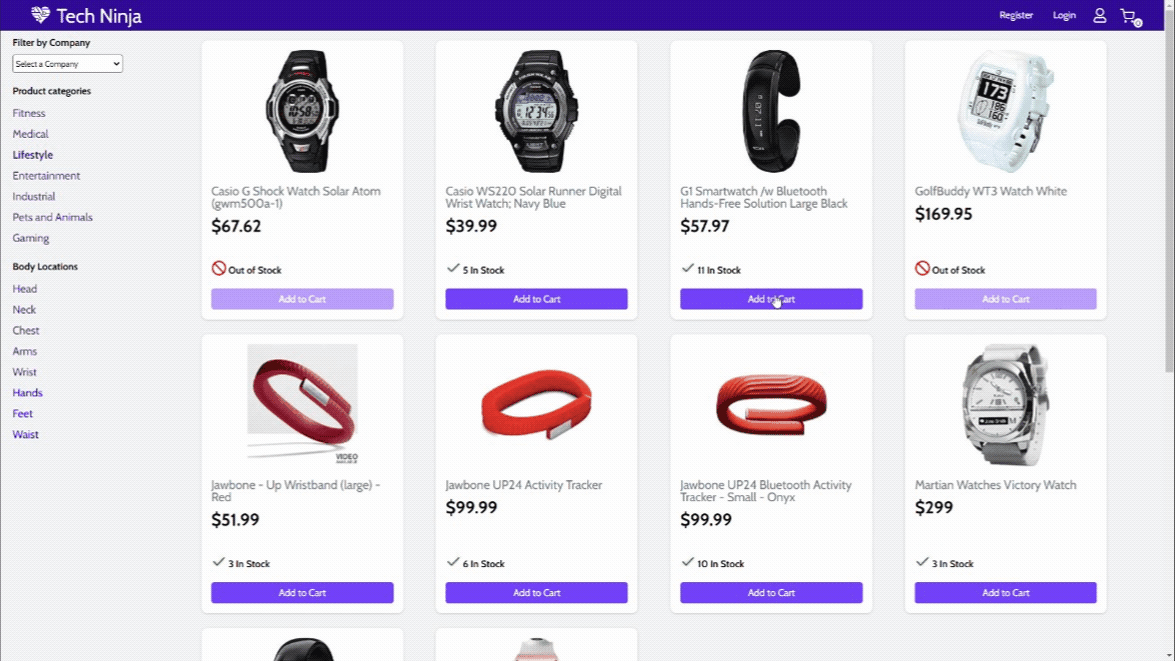 Tech Ninja
Register
Login
0
Filter by Company
Select a Company
Product categories
Fitness
Medical
Lifestyle
Entertainment
Industrial
Pets and Animals
Gaming
Body Locations
Head
Neck
Chest
Arms
Wrist
Hands
Feet
Waist
Casio G Shock Watch Solar Atom
(gwm500a-1)
$67.62
Out of Stock
Add to Cart
Casio WS220 Solar Runner Digital
Wrist Watch; Navy Blue
$39.99
5 In Stock
Add to Cart
07:11
G1 Smartwatch /w Bluetooth
Hands-Free Solution Large Black
$57.97
11 In Stock
Add to Cart
173
186
160
GolfBuddy WT3 Watch White
$169.95
Out of Stock
Add to Cart
VIDEO
Jawbone - Up Wristband (large) -
Red
$51.99
3 In Stock
Add to Cart
Jawbone UP24 Activity Tracker
$99.99
6 In Stock
Add to Cart
Jawbone UP24 Bluetooth Activity
Tracker - Small - Onyx
$99.99
10 In Stock
Add to Cart
Martian Watches Victory Watch
$299
3 In Stock
Add to Cart